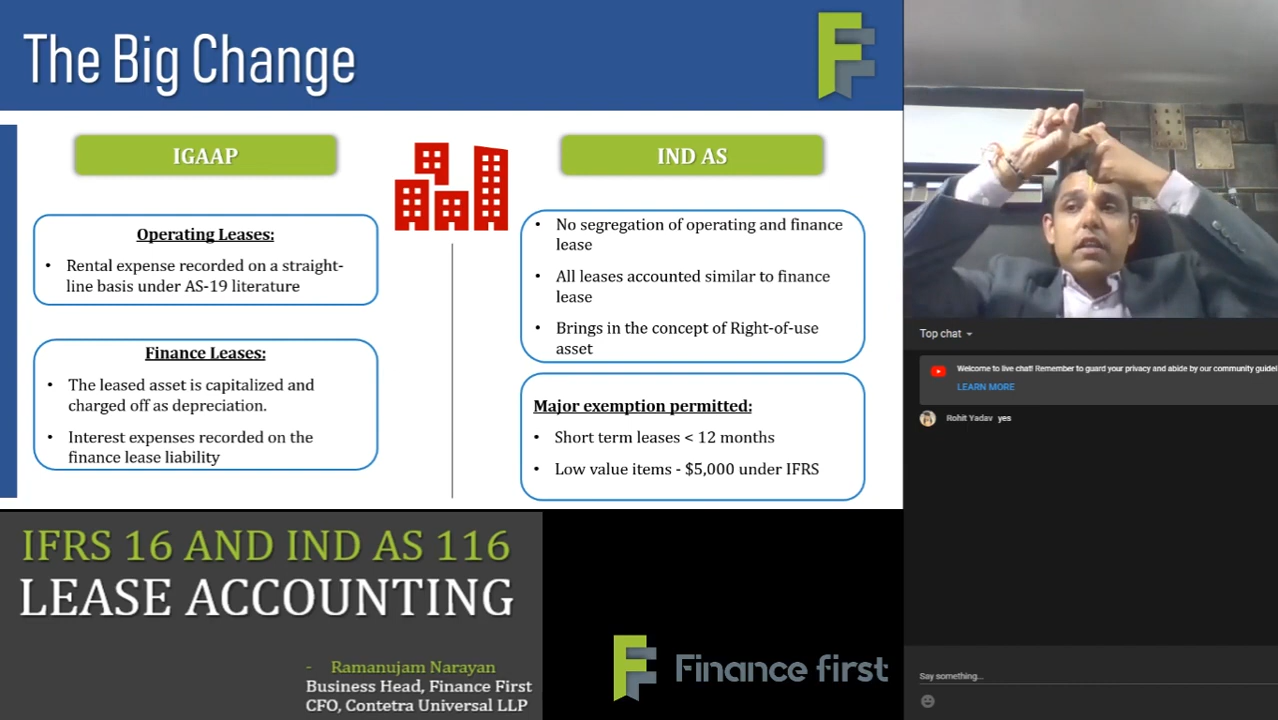 The Big Change
IGAAP
Operating Leases:
• Rental expense recorded on a straight-
line basis under AS-19 literature
Finance Leases:
• The leased asset is capitalized and
charged off as depreciation.
• Interest expenses recorded on the
finance lease liability
IND AS
• No segregation of operating and finance
lease
• All leases accounted similar to finance
lease
• Brings in the concept of Right-of-use
asset
Major exemption permitted:
• Short term leases < 12 months
• Low value items - $5,000 under IFRS
IFRS 16 AND IND AS 116
LEASE ACCOUNTING
- Ramanujam Narayan
Business Head, Finance First
CFO, Contetra Universal LLP
Finance first
Top chat
Welcome to live chat! Remember to guard your privacy and abide by our community guidel
LEARN MORE
Rohit Yadav yes
Say something...